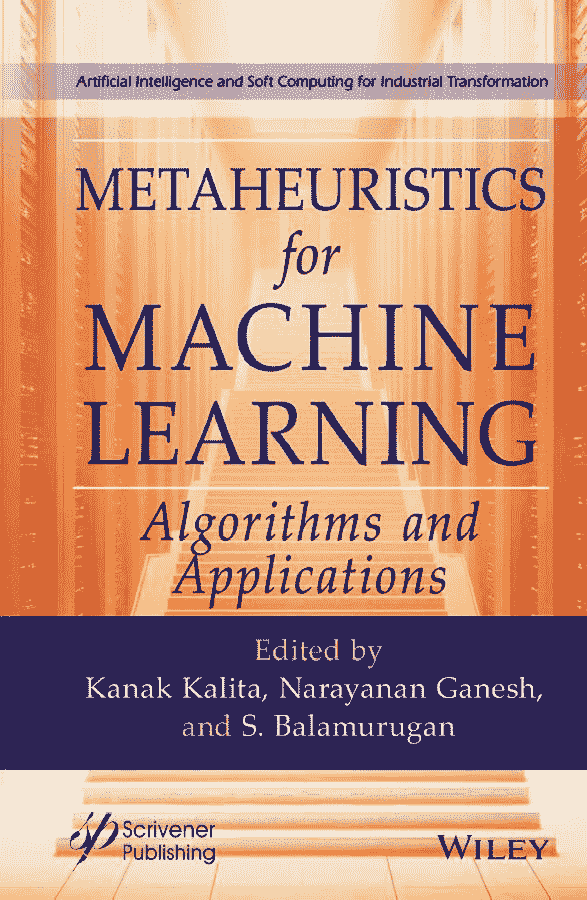 Artificial Intelligence and Soft Computing for Industrial Transformation
METAHEURISTICS
for
MACHINE
LEARNING
Algorithms and
Applications
Edited by
Kanak Kalita, Narayanan Ganesh,
and S. Balamurugan
Scrivener
Publishing
WILEY